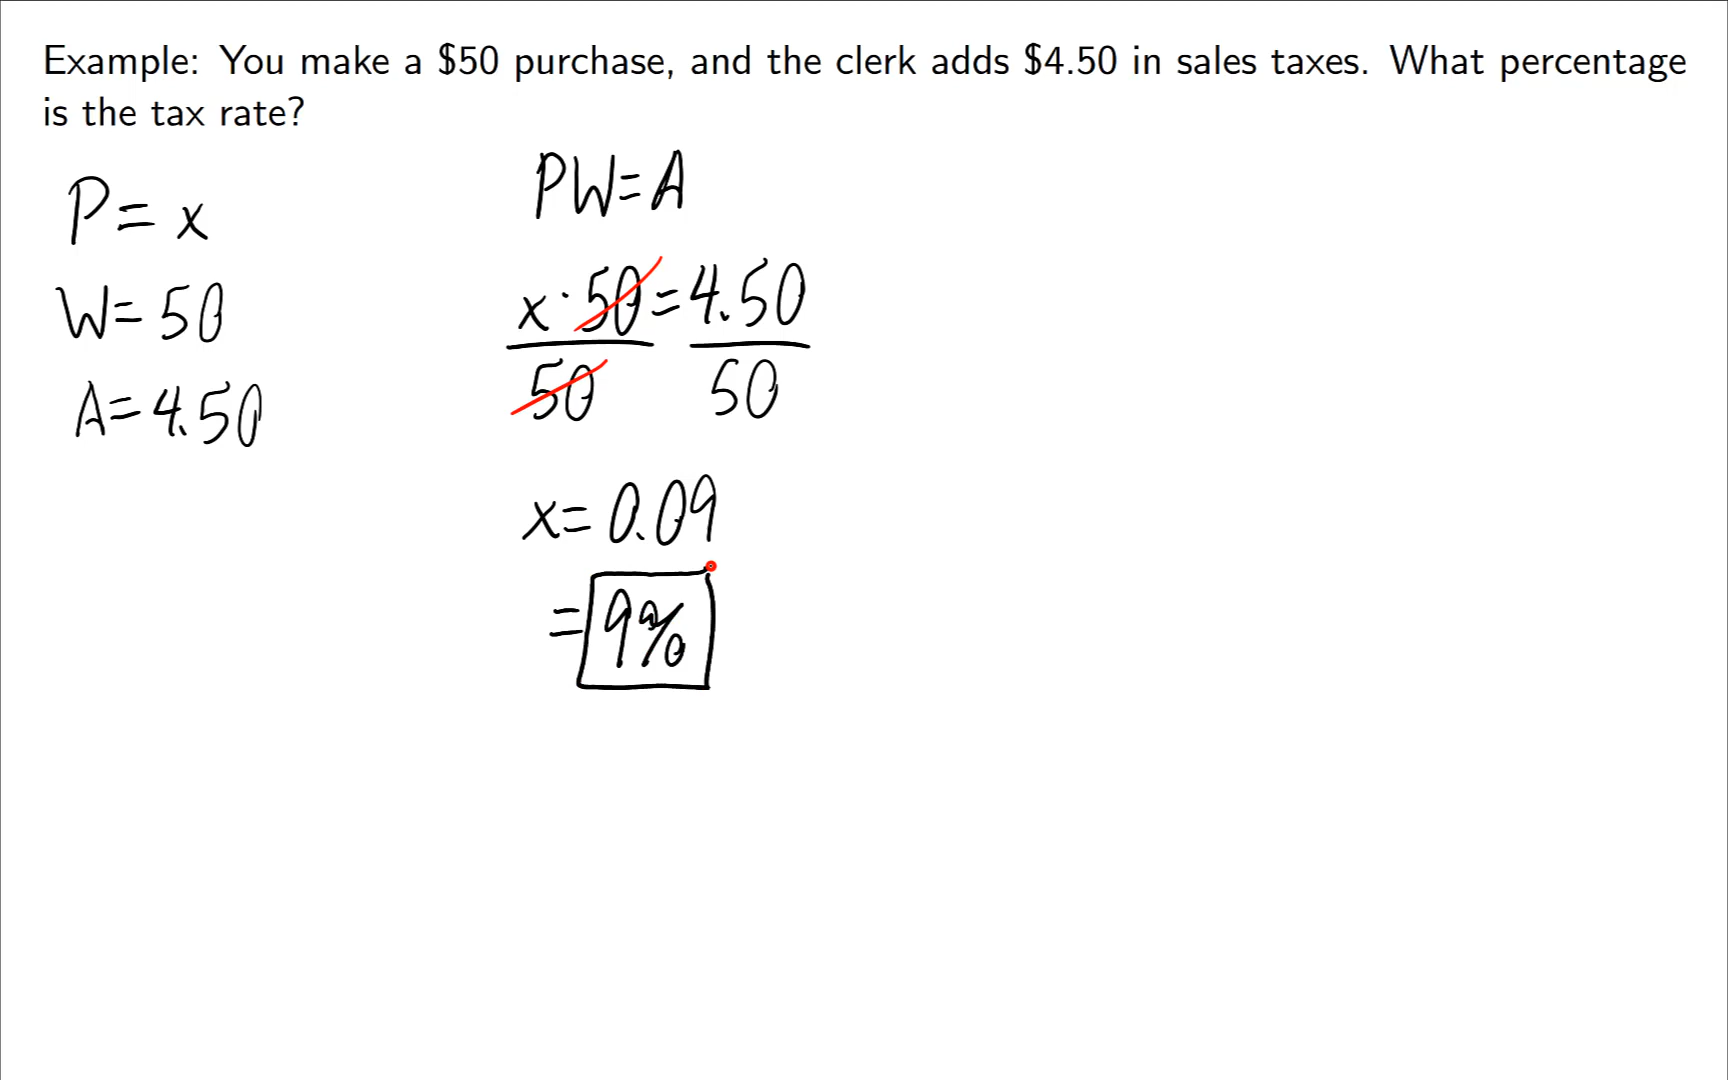 Example: You make a $50 purchase, and the clerk adds $4.50 in sales taxes. What percentage
is the tax rate?
P = x
W = 50
A = 4.50
PW = A
x · 50 = 4.50
50 50
x = 0.09
= 9%